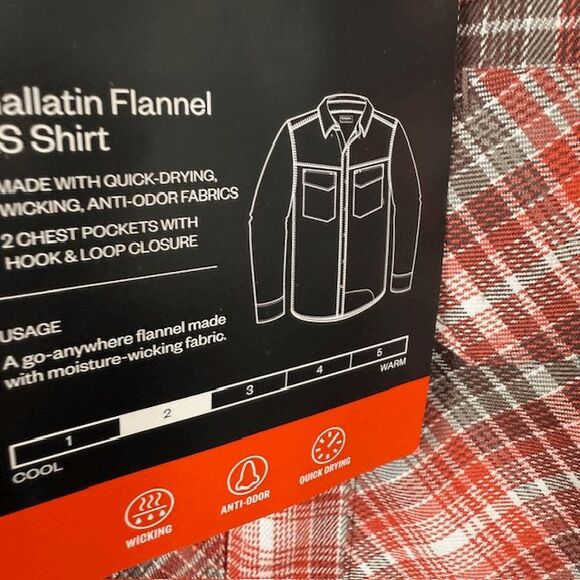 allatin Flannel
S Shirt
MADE WITH QUICK-DRYING,
WICKING, ANTI-ODOR FABRICS
2 CHEST POCKETS WITH
HOOK & LOOP CLOSURE
USAGE
A go-anywhere flannel made
with moisture-wicking fabric.
1 2 3 4 5
COOL WARM
WICKING ANTI-ODOR QUICK DRYING